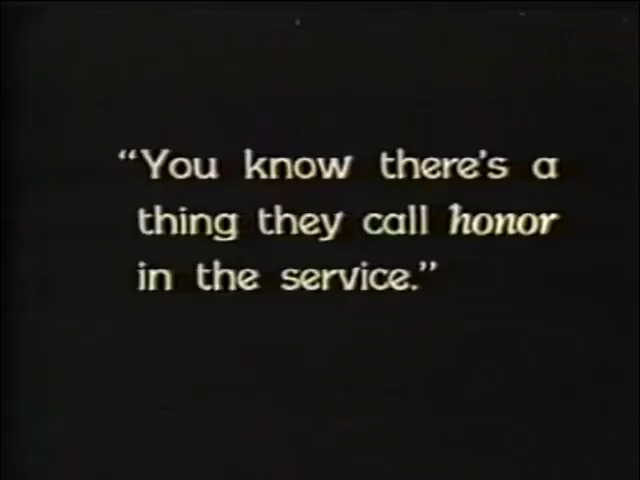 “You know there’s a
thing they call honor
in the service.”